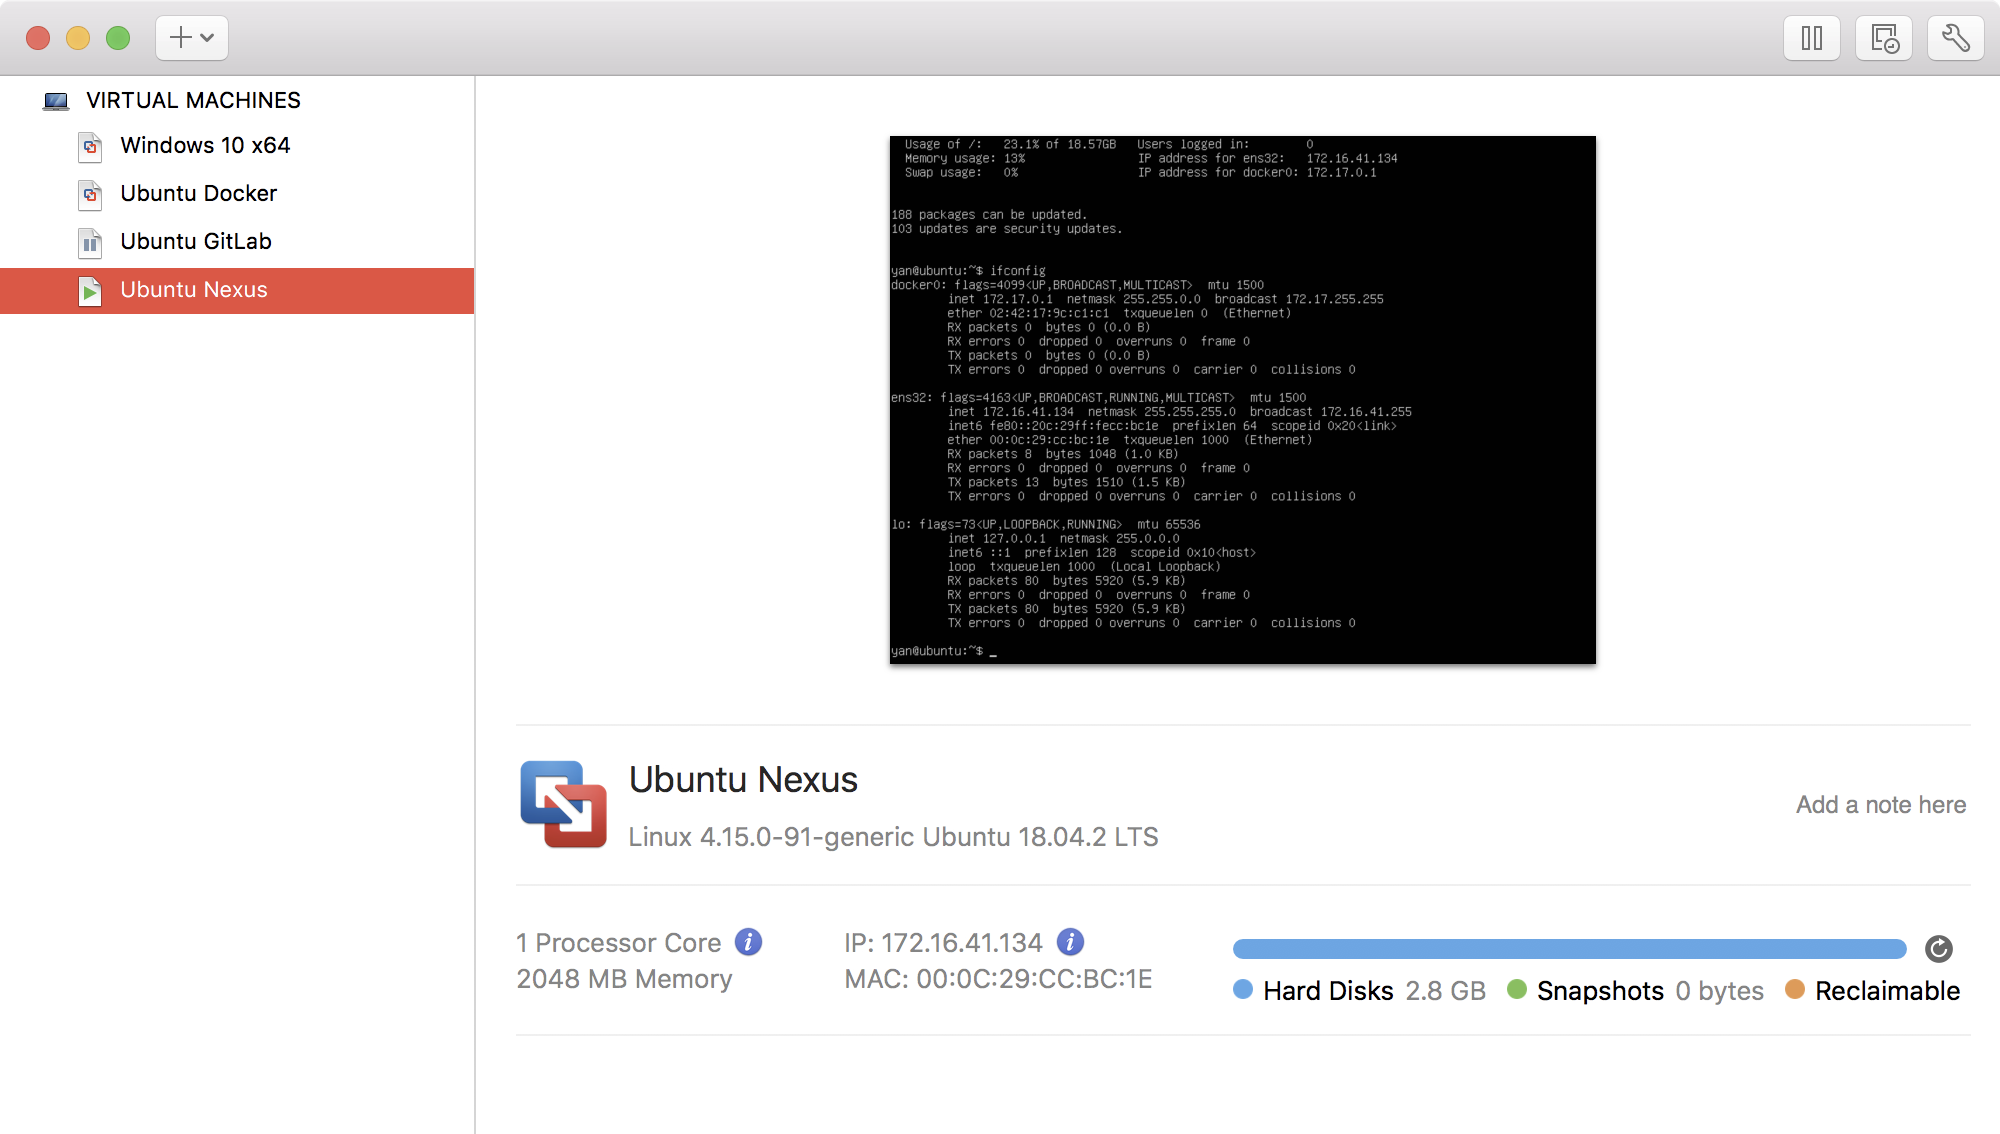 VIRTUAL MACHINES
Windows 10 x64
Ubuntu Docker
Ubuntu GitLab
Ubuntu Nexus
Usage of /:   23.1% of 18.57GB   Users logged in:        0
Memory usage: 13%                IP address for ens32:   172.16.41.134
Swap usage:   0%                 IP address for docker0: 172.17.0.1
188 packages can be updated.
103 updates are security updates.
yan@ubuntu:~$ ifconfig
docker0: flags=4099<UP,BROADCAST,MULTICAST>  mtu 1500
inet 172.17.0.1  netmask 255.255.0.0  broadcast 172.17.255.255
ether 02:42:17:9c:c1:c1  txqueuelen 0  (Ethernet)
RX packets 0  bytes 0 (0.0 B)
RX errors 0  dropped 0  overruns 0  frame 0
TX packets 0  bytes 0 (0.0 B)
TX errors 0  dropped 0 overruns 0  carrier 0  collisions 0
ens32: flags=4163<UP,BROADCAST,RUNNING,MULTICAST>  mtu 1500
inet 172.16.41.134  netmask 255.255.255.0  broadcast 172.16.41.255
inet6 fe80::20c:29ff:fecc:bc1e  prefixlen 64  scopeid 0x20<link>
ether 00:0c:29:cc:bc:1e  txqueuelen 1000  (Ethernet)
RX packets 8  bytes 1048 (1.0 KB)
RX errors 0  dropped 0  overruns 0  frame 0
TX packets 13  bytes 1510 (1.5 KB)
TX errors 0  dropped 0 overruns 0  carrier 0  collisions 0
lo: flags=73<UP,LOOPBACK,RUNNING>  mtu 65536
inet 127.0.0.1  netmask 255.0.0.0
inet6 ::1  prefixlen 128  scopeid 0x10<host>
loop  txqueuelen 1000  (Local Loopback)
RX packets 80  bytes 5920 (5.9 KB)
RX errors 0  dropped 0  overruns 0  frame 0
TX packets 80  bytes 5920 (5.9 KB)
TX errors 0  dropped 0 overruns 0  carrier 0  collisions 0
yan@ubuntu:~$ _
Ubuntu Nexus
Linux 4.15.0-91-generic Ubuntu 18.04.2 LTS
Add a note here
1 Processor Core
2048 MB Memory
IP: 172.16.41.134
MAC: 00:0C:29:CC:BC:1E
Hard Disks 2.8 GB Snapshots 0 bytes Reclaimable